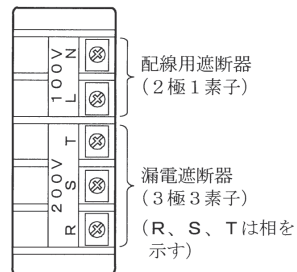 100V
N
L
配線用遮断器
(2極1素子)
200V
T
S
R
漏電遮断器
(3極3素子)
(R、S、Tは相を
示す)